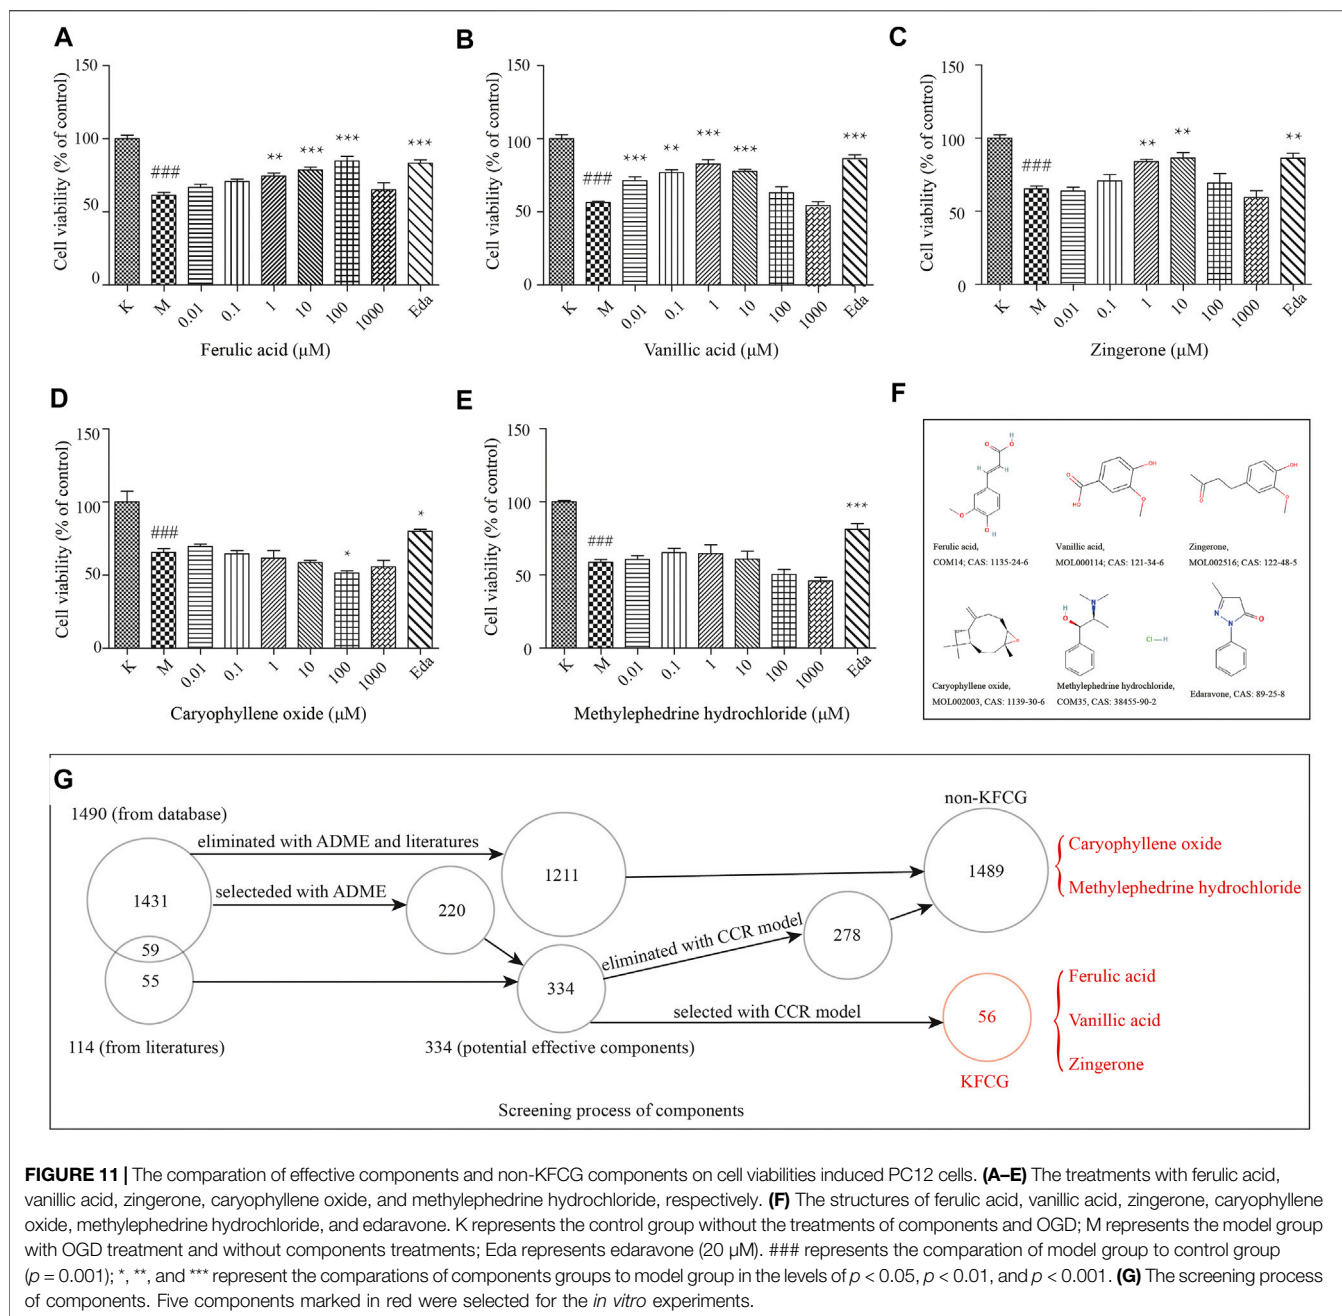 A
150
100
50
0
Cell viability (% of control)
###
**
***
***
***
K
M
0.01
0.1
1
10
100
1000
Eda
Ferulic acid (μM)
B
150
100
50
0
Cell viability (% of control)
###
***
**
***
***
***
K
M
0.01
0.1
1
10
100
1000
Eda
Vanillic acid (μM)
C
150
100
50
0
Cell viability (% of control)
###
**
**
**
K
M
0.01
0.1
1
10
100
1000
Eda
Zingerone (μM)
D
150
100
50
0
Cell viability (% of control)
###
*
*
K
M
0.01
0.1
1
10
100
1000
Eda
Caryophyllene oxide (μM)
E
150
100
50
0
Cell viability (% of control)
###
***
K
M
0.01
0.1
1
10
100
1000
Eda
Methylephedrine hydrochloride (μM)
F
H
O
O
H
H
O
O
H
Ferulic acid,
COM14; CAS: 1135-24-6
O
HO
OH
O
Vanillic acid,
MOL000114; CAS: 121-34-6
O
OH
O
Zingerone,
MOL002516; CAS: 122-48-5
H
H
O
Caryophyllene oxide,
MOL002003, CAS: 1139-30-6
H
O
N
Cl—H
Methylephedrine hydrochloride,
COM35, CAS: 38455-90-2
N
N
O
Edaravone, CAS: 89-25-8
G
1490 (from database)
1431
59
55
114 (from literatures)
eliminated with ADME and literatures
selecteded with ADME
1211
220
334
334 (potential effective components)
eliminated with CCR model
278
selected with CCR model
non-KFCG
1489
Caryophyllene oxide
Methylephedrine hydrochloride
56
KFCG
Ferulic acid
Vanillic acid
Zingerone
Screening process of components
FIGURE 11 | The comparation of effective components and non-KFCG components on cell viabilities induced PC12 cells. (A–E) The treatments with ferulic acid,
vanillic acid, zingerone, caryophyllene oxide, and methylephedrine hydrochloride, respectively. (F) The structures of ferulic acid, vanillic acid, zingerone, caryophyllene
oxide, methylephedrine hydrochloride, and edaravone. K represents the control group without the treatments of components and OGD; M represents the model group
with OGD treatment and without components treatments; Eda represents edaravone (20 μM). ### represents the comparation of model group to control group
(p = 0.001); *, **, and *** represent the comparations of components groups to model group in the levels of p < 0.05, p < 0.01, and p < 0.001. (G) The screening process
of components. Five components marked in red were selected for the in vitro experiments.